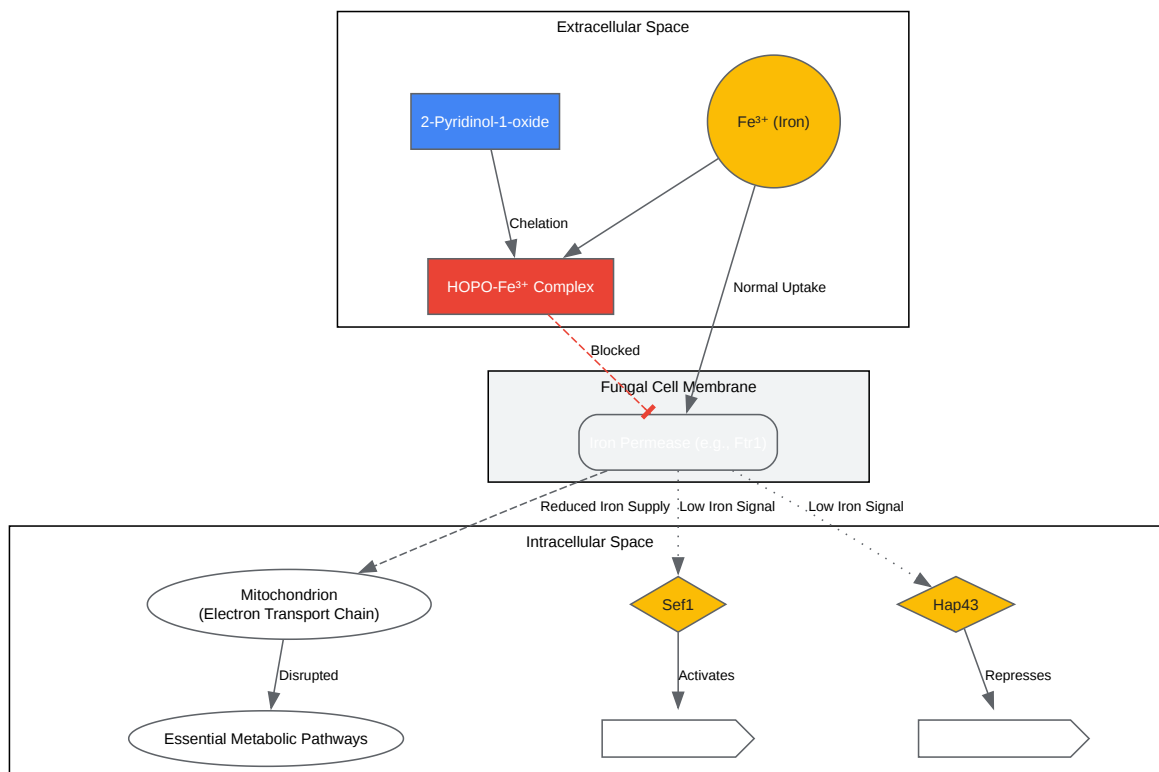 Extracellular Space
2-Pyridinol-1-oxide
Fe³⁺ (Iron)
Chelation
HOPO-Fe³⁺ Complex
Normal Uptake
Blocked
Fungal Cell Membrane
Iron Permease (e.g., Ftr1)
Reduced Iron Supply
Low Iron Signal
Low Iron Signal
Intracellular Space
Mitochondrion
(Electron Transport Chain)
Sef1
Hap43
Disrupted
Activates
Represses
Essential Metabolic Pathways